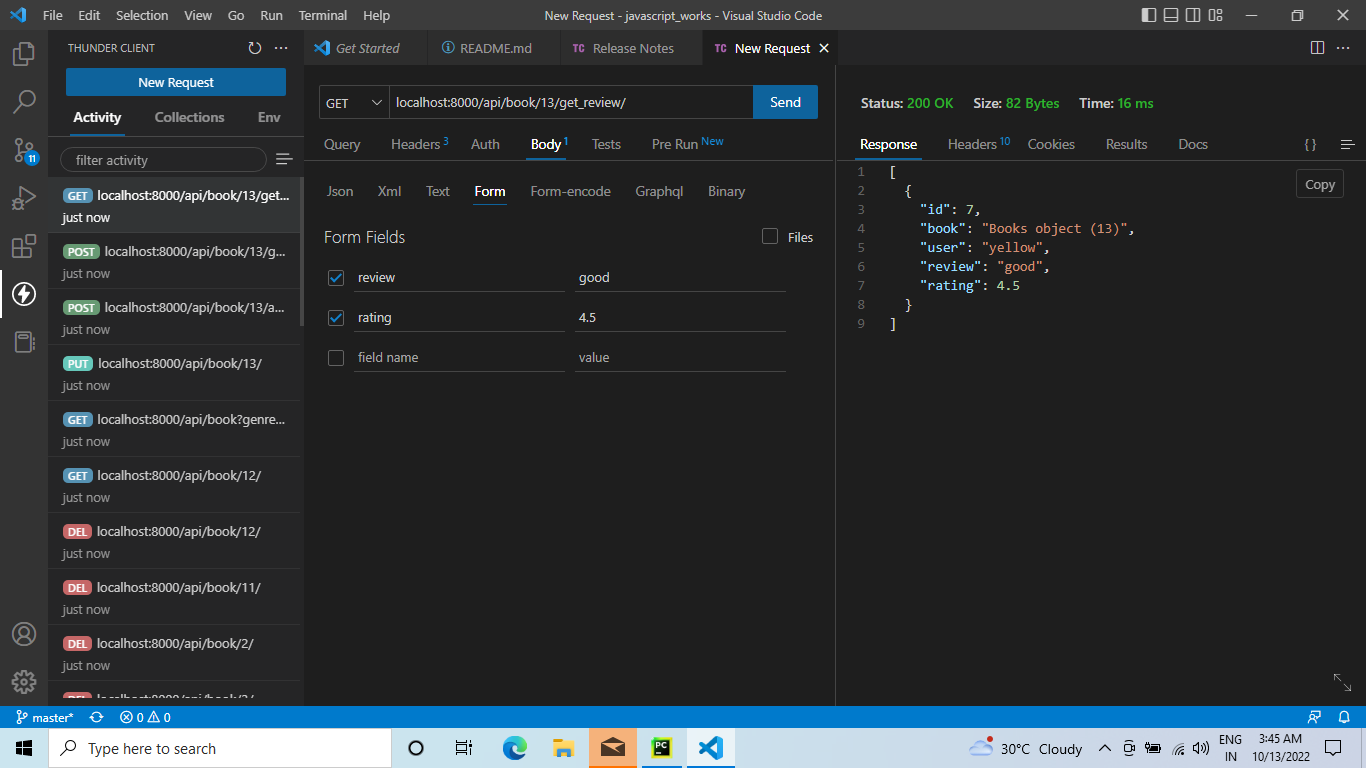 File Edit Selection View Go Run Terminal Help New Request - javascript_works - Visual Studio Code
THUNDER CLIENT
Get Started README.md TC Release Notes TC New Request
New Request
Activity Collections Env
filter activity
GET localhost:8000/api/book/13/get...
just now
POST localhost:8000/api/book/13/g...
just now
POST localhost:8000/api/book/13/a...
just now
PUT localhost:8000/api/book/13/
just now
GET localhost:8000/api/book?genre...
just now
GET localhost:8000/api/book/12/
just now
DEL localhost:8000/api/book/12/
just now
DEL localhost:8000/api/book/11/
just now
DEL localhost:8000/api/book/2/
just now
11
GET localhost:8000/api/book/13/get_review/ Send
Query Headers 3 Auth Body 1 Tests Pre Run New
Json Xml Text Form Form-encode Graphql Binary
Form Fields Files
review good
rating 4.5
field name value
Status: 200 OK Size: 82 Bytes Time: 16 ms
Response Headers 10 Cookies Results Docs { }
Copy
1 [
2 {
3 "id": 7,
4 "book": "Books object (13)",
5 "user": "yellow",
6 "review": "good",
7 "rating": 4.5
8 }
9 ]
master* 0 0
Type here to search
PC
30°C Cloudy
ENG
IN
3:45 AM
10/13/2022